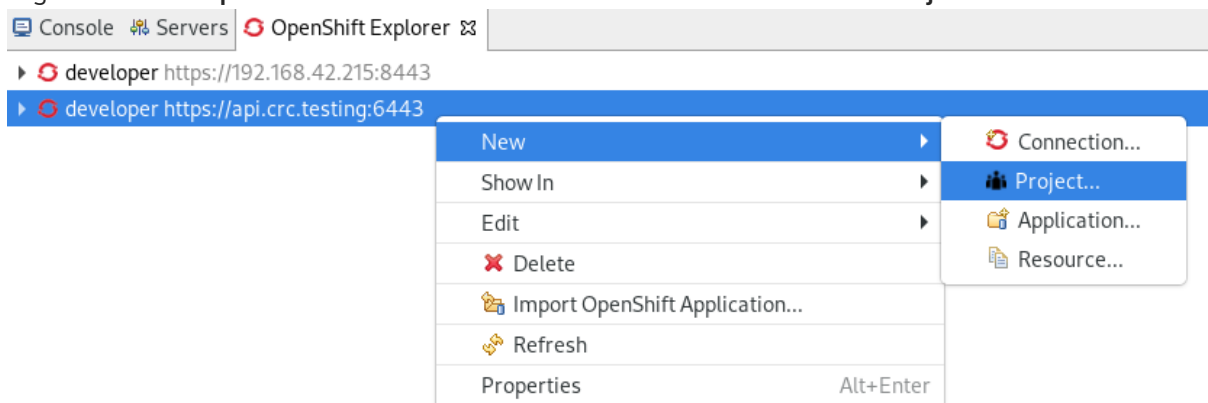 Console Servers OpenShift Explorer
developer https://192.168.42.215:8443
developer https://api.crc.testing:6443
New
Connection...
Show In
Project...
Edit
Application...
Delete
Resource...
Import OpenShift Application...
Refresh
Properties Alt+Enter